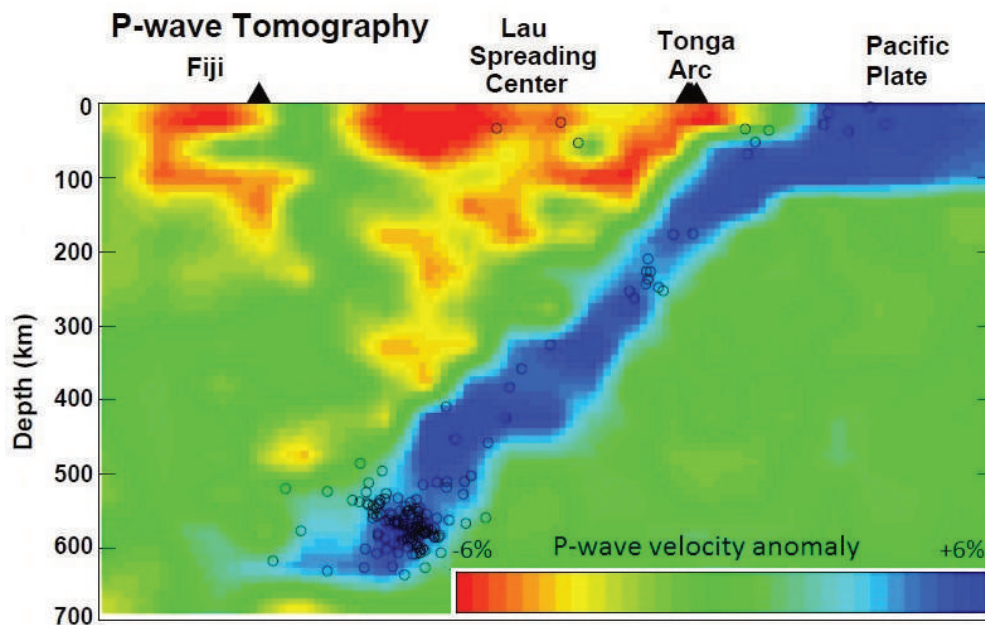 P-wave Tomography
Fiji
Lau
Spreading
Center
Tonga
Arc
Pacific
Plate
0
100
200
300
400
500
600
700
Depth (km)
-6%
P-wave velocity anomaly
+6%